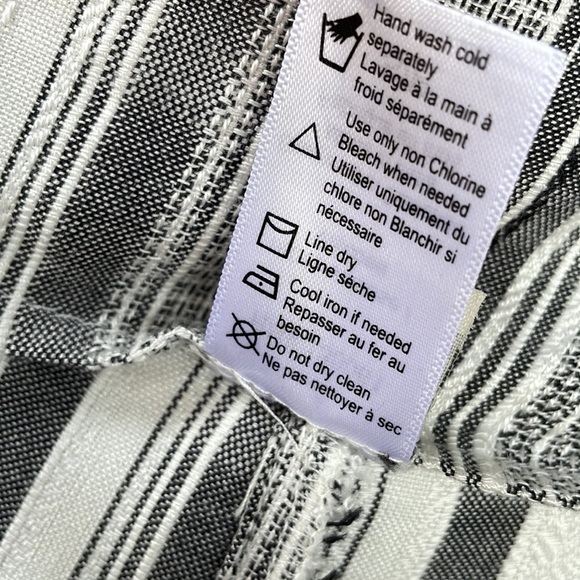 Hand wash cold
separately
Lavage à la main à
froid séparément
Use only non Chlorine
Bleach when needed
Utiliser uniquement du
chlore non Blanchir si
nécessaire
Line dry
Ligne séche
Cool iron if needed
Repasser au fer au
besoin
Do not dry clean
Ne pas nettoyer à sec